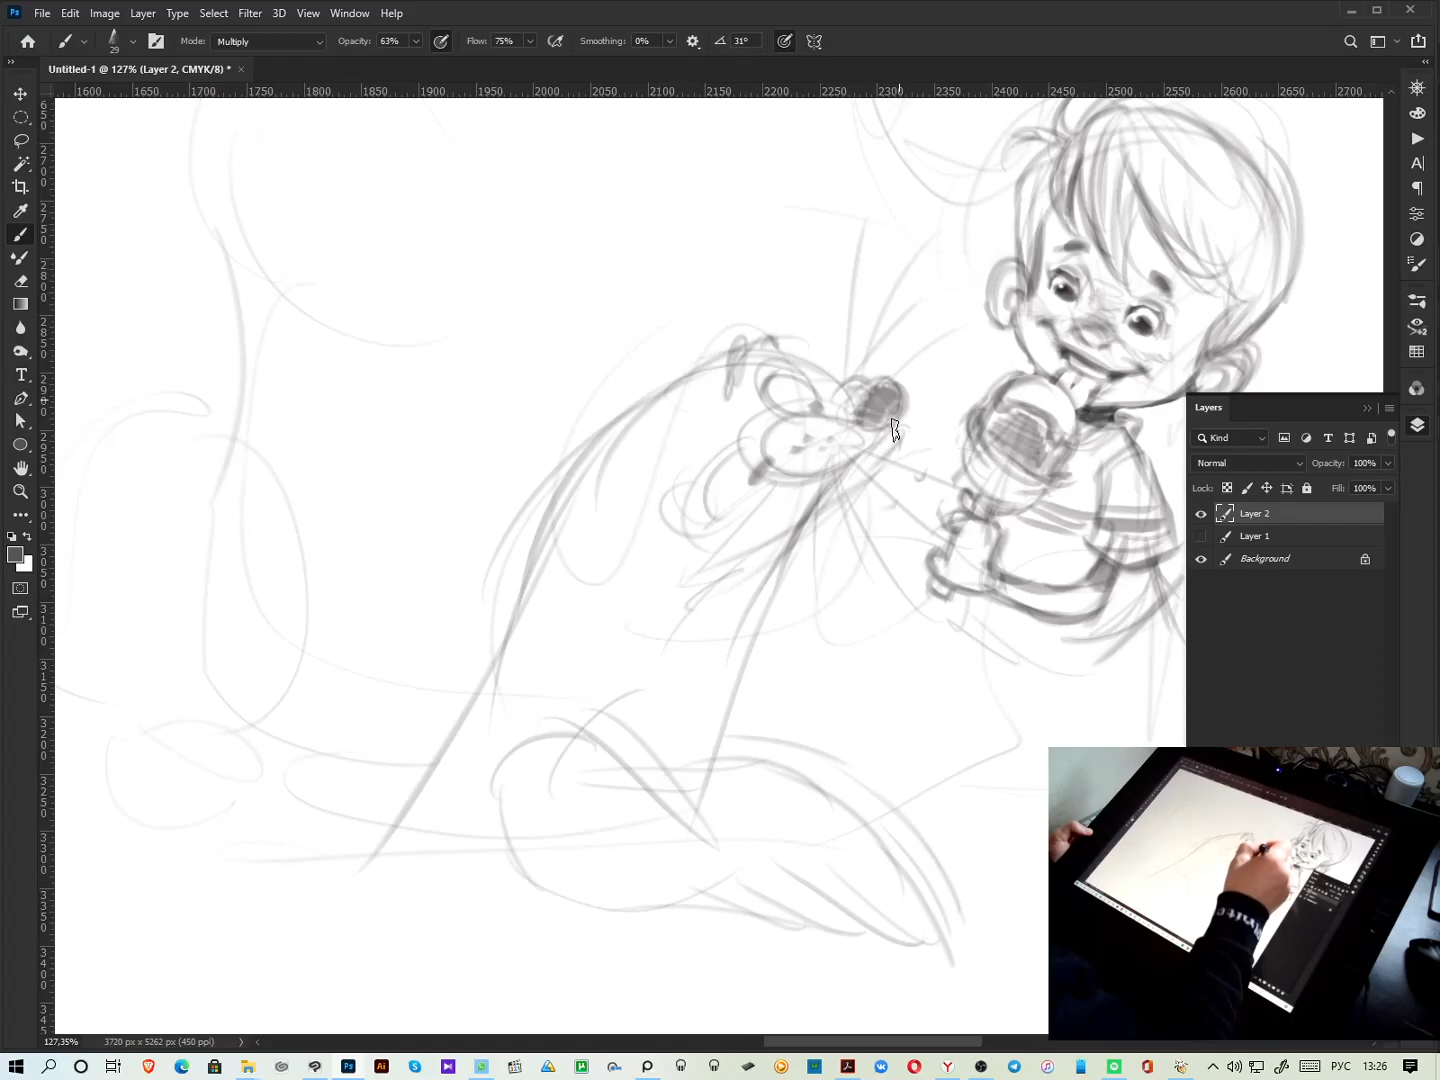 Ps File Edit Image Layer Type Select Filter 3D View Window Help
29 Mode: Multiply Opacity: 63% Flow: 75% Smoothing: 0% 31°
Untitled-1 @ 127% (Layer 2, CMYK/8) * ×
1600 1650 1700 1750 1800 1850 1900 1950 2000 2050 2100 2150 2200 2250 2300 2350 2400 2450 2500 2550 2600 2650 2700
Layers
Kind
Normal Opacity: 100%
Lock: Fill: 100%
Layer 2
Layer 1
Background
127,35% 3720 px x 5262 px (450 ppi)
РУС 13:26